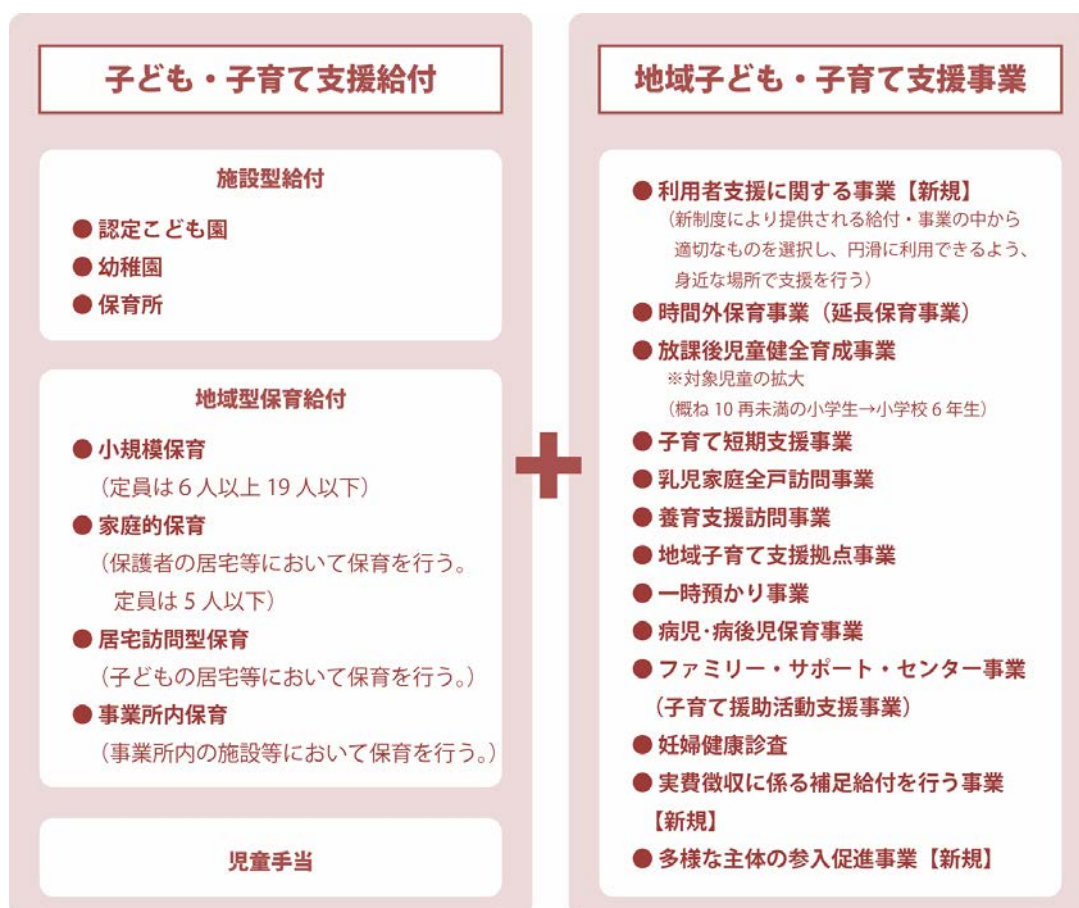 子ども・子育て支援給付
施設型給付
●認定こども園
●幼稚園
●保育所
地域型保育給付
●小規模保育
(定員は6人以上19人以下)
●家庭的保育
(保護者の居宅等において保育を行う。
定員は5人以下)
●居宅訪問型保育
(子どもの居宅等において保育を行う。)
●事業所内保育
(事業所内の施設等において保育を行う。)
児童手当
+
地域子ども・子育て支援事業
●利用者支援に関する事業【新規】
(新制度により提供される給付・事業の中から
適切なものを選択し、円滑に利用できるよう、
身近な場所で支援を行う)
●時間外保育事業(延長保育事業)
●放課後児童健全育成事業
※対象児童の拡大
(概ね10再未満の小学生→小学校6年生)
●子育て短期支援事業
●乳児家庭全戸訪問事業
●養育支援訪問事業
●地域子育て支援拠点事業
●一時預かり事業
●病児・病後児保育事業
●ファミリー・サポート・センター事業
(子育て援助活動支援事業)
●妊婦健康診査
●実費徴収に係る補足給付を行う事業
【新規】
●多様な主体の参入促進事業【新規】